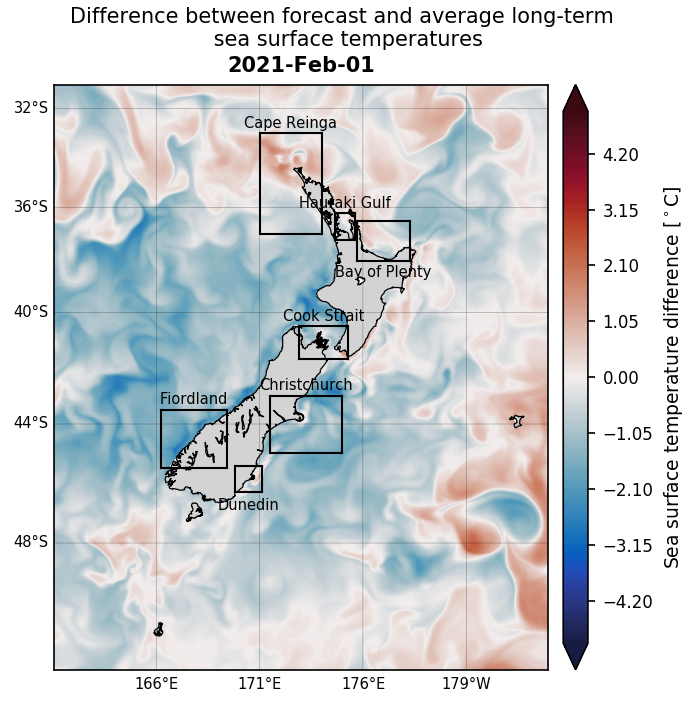 Difference between forecast and average long-term
sea surface temperatures
2021-Feb-01
32°S
36°S
40°S
44°S
48°S
Cape Reinga
Hauraki Gulf
Bay of Plenty
Cook Strait
Christchurch
Fiordland
Dunedin
166°E
171°E
176°E
179°W
4.20
3.15
2.10
1.05
0.00
−1.05
−2.10
−3.15
−4.20
Sea surface temperature difference [°C]